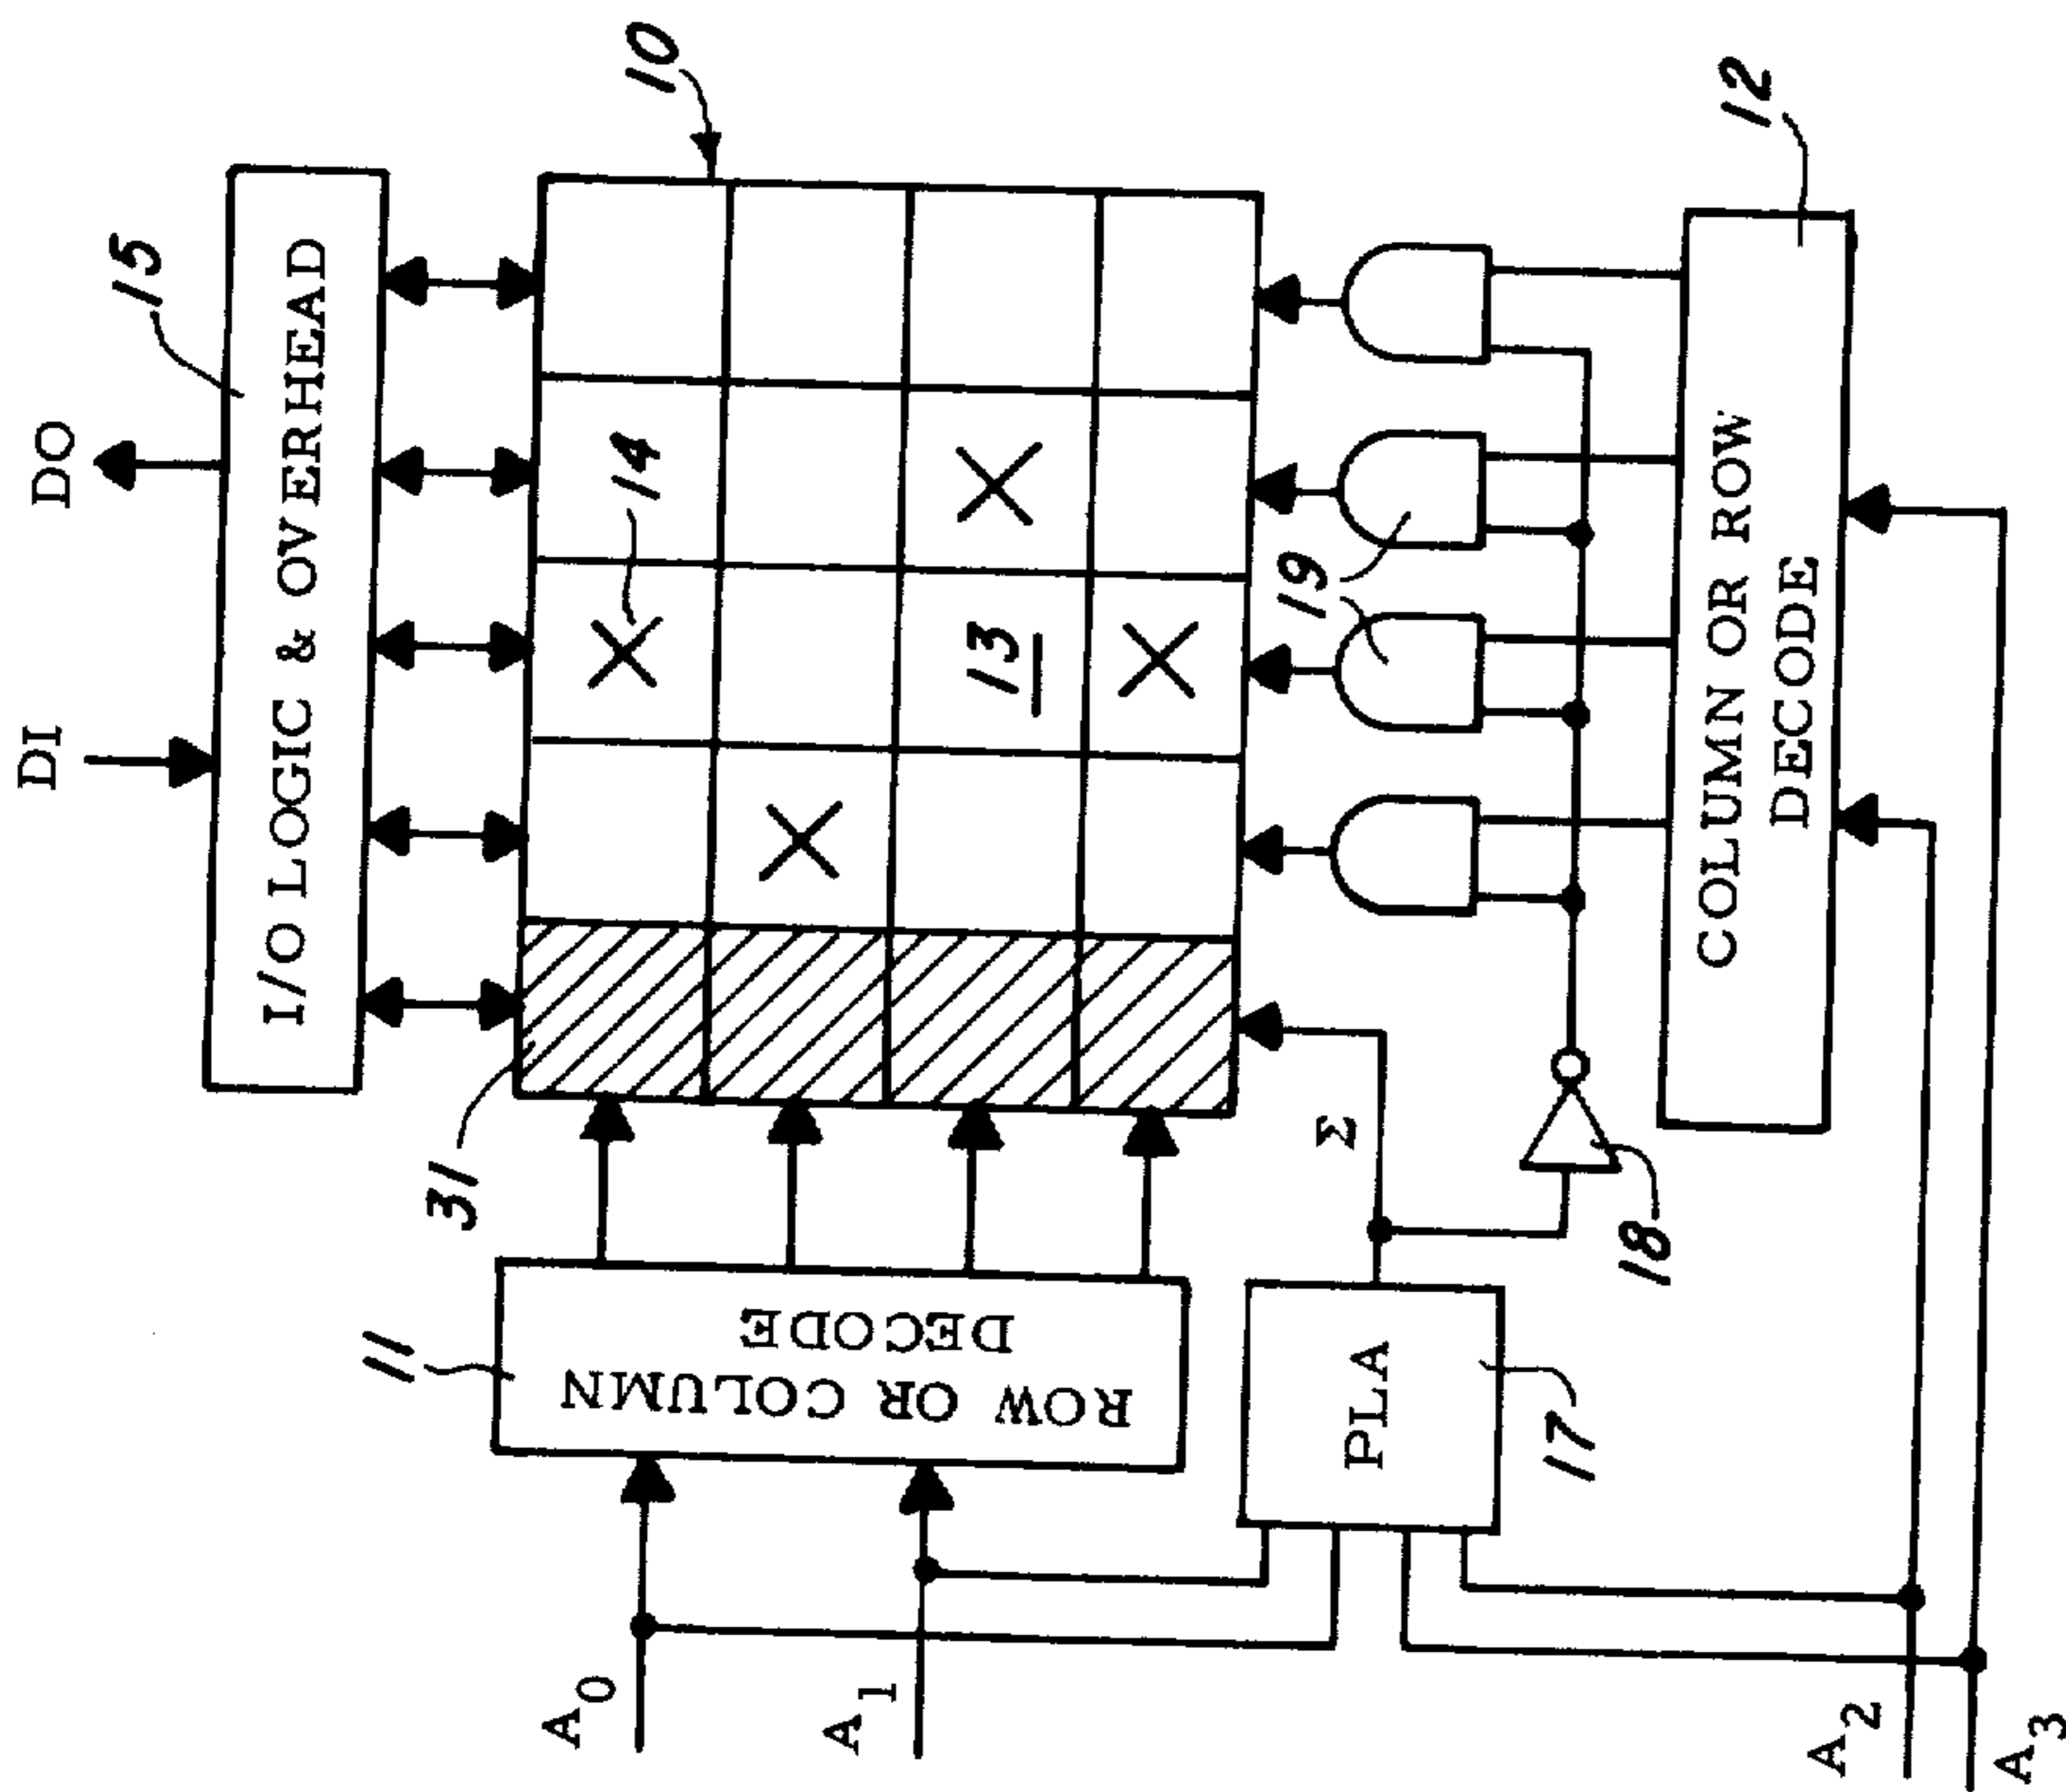 DI
DO
15
I/O LOGIC & OVERHEAD
10
14
13
31
11
ROW OR COLUMN
DECODE
19
Σ
A0
A1
PLA
17
18
COLUMN OR ROW
DECODE
12
A2
A3